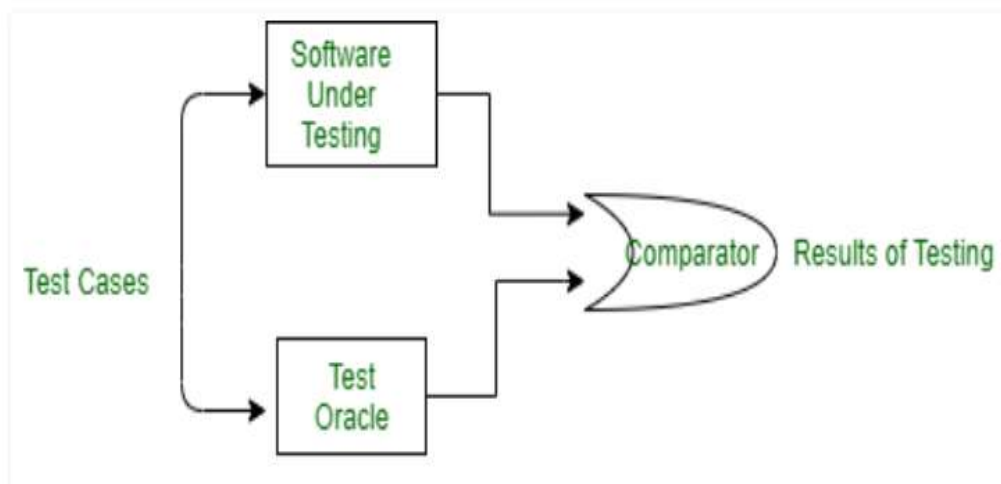 Software
Under
Testing
Test Cases
Comparator
Results of Testing
Test
Oracle